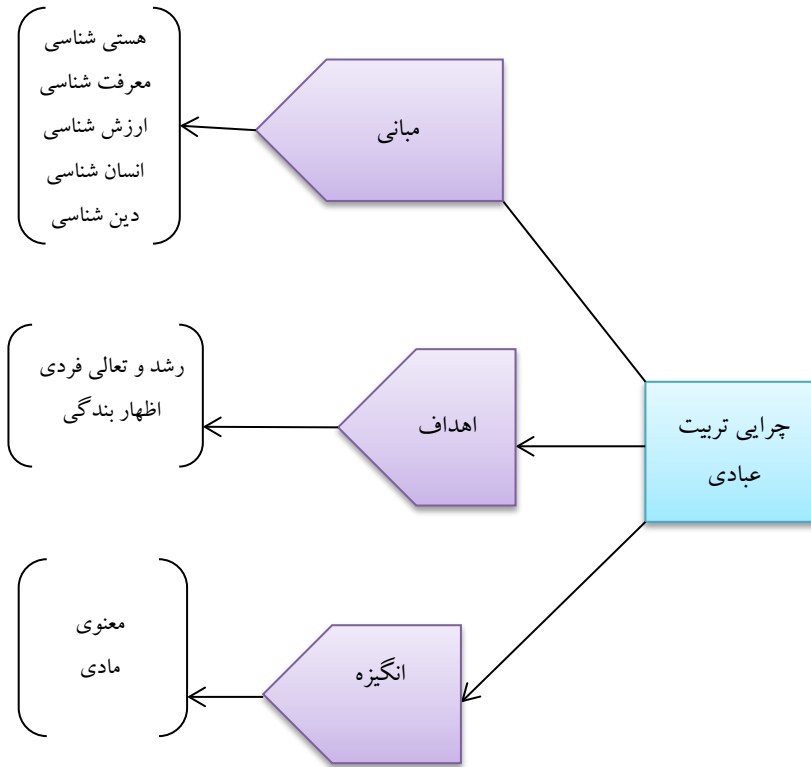 چرایی تربیت
عبادی
مبانی
هستی شناسی
معرفت شناسی
ارزش شناسی
انسان شناسی
دین شناسی
اهداف
رشد و تعالی فردی
اظهار بندگی
انگیزه
معنوی
مادی